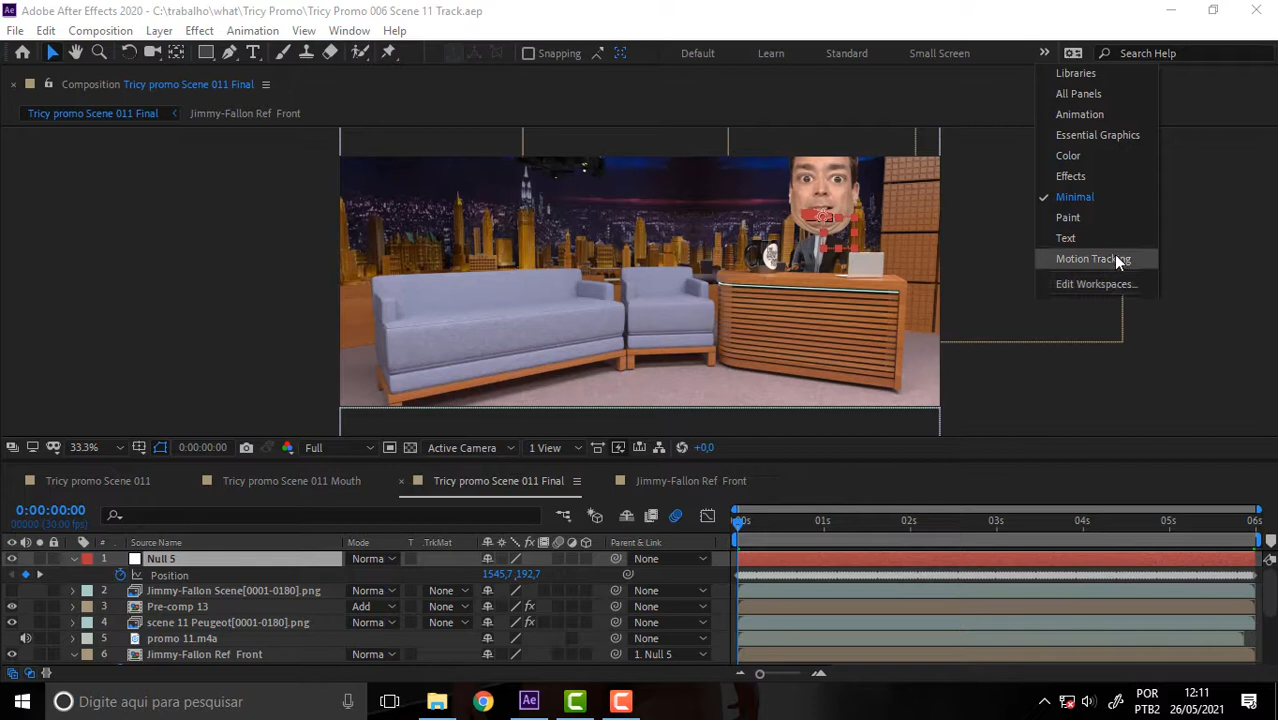 Adobe After Effects 2020 - C:\trabalho\what\Tricy Promo\Tricy Promo 006 Scene 11 Track.aep
File Edit Composition Layer Effect Animation View Window Help
Snapping Default Learn Standard Small Screen Search Help
Composition Tricy promo Scene 011 Final
Tricy promo Scene 011 Final Jimmy-Fallon Ref Front
Libraries
All Panels
Animation
Essential Graphics
Color
Effects
Minimal
Paint
Text
Motion Tracking
Edit Workspaces...
33.3% 0:00:00:00 Full Active Camera 1 View +0,0
Tricy promo Scene 011 Tricy promo Scene 011 Mouth Tricy promo Scene 011 Final Jimmy-Fallon Ref Front
0:00:00:00
00000 (30.00 fps)
00s 01s 02s 03s 04s 05s 06s
# Source Name Mode T TrkMat Parent & Link
1 Null 5 Norma None
Position 1545,7 ,192,7
2 Jimmy-Fallon Scene[0001-0180].png Norma None None
3 Pre-comp 13 Add None None
4 scene 11 Peugeot[0001-0180].png Norma None None
5 promo 11.m4a None
6 Jimmy-Fallon Ref Front Norma None 1. Null 5
Digite aqui para pesquisar
POR
PTB2
12:11
26/05/2021